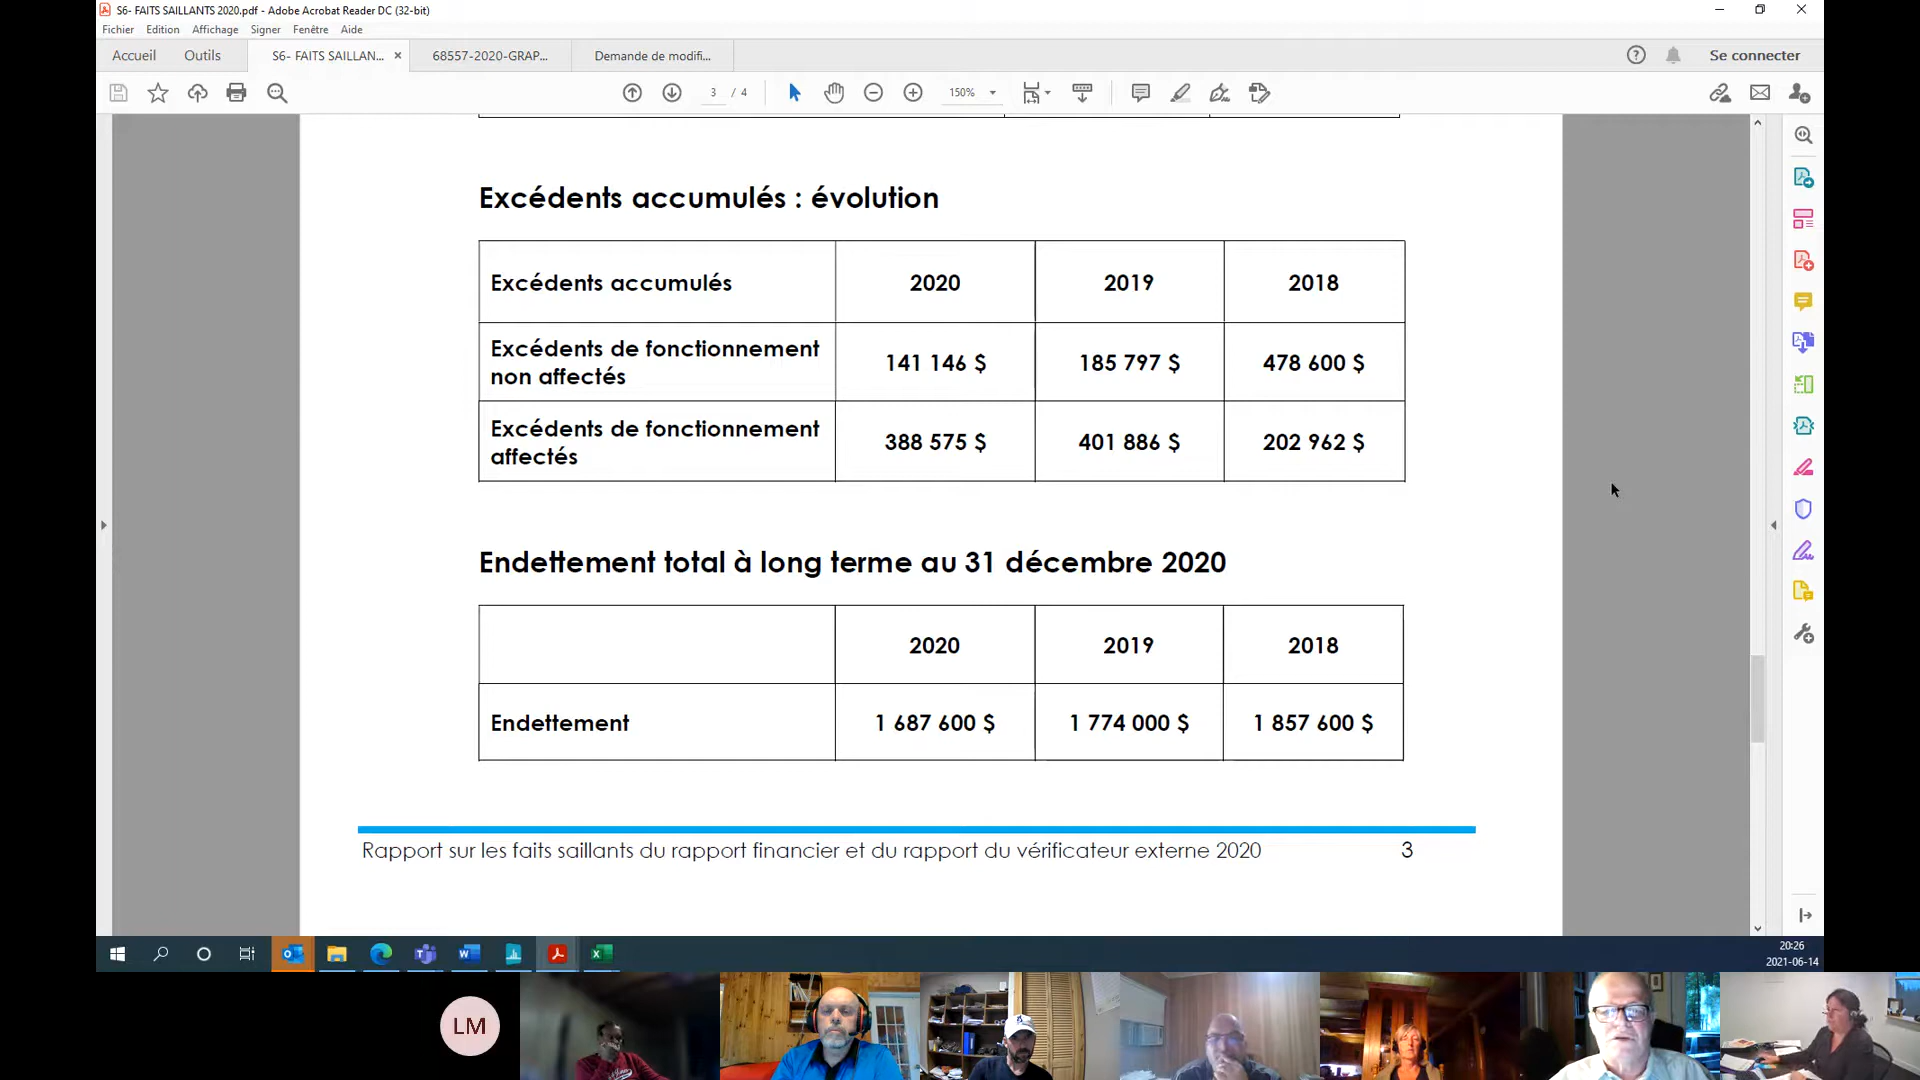 S6- FAITS SAILLANTS 2020.pdf - Adobe Acrobat Reader DC (32-bit)
Fichier Edition Affichage Signer Fenêtre Aide
Accueil Outils S6- FAITS SAILLAN... × 68557-2020-GRAP... Demande de modifi... Se connecter
3 / 4 150%
Excédents accumulés : évolution
Excédents accumulés 2020 2019 2018
Excédents de fonctionnement
non affectés 141 146 $ 185 797 $ 478 600 $
Excédents de fonctionnement
affectés 388 575 $ 401 886 $ 202 962 $
Endettement total à long terme au 31 décembre 2020
2020 2019 2018
Endettement 1 687 600 $ 1 774 000 $ 1 857 600 $
Rapport sur les faits saillants du rapport financier et du rapport du vérificateur externe 2020 3
20:26
2021-06-14
LM